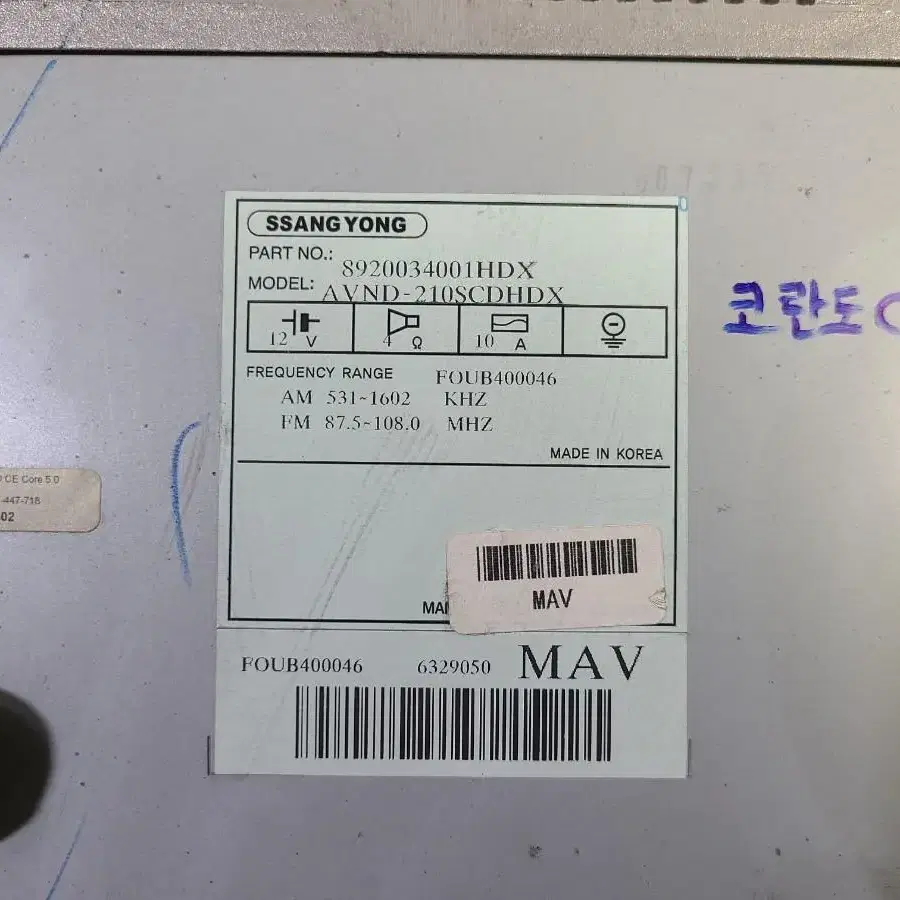 SSANGYONG
PART NO.: 8920034001HDX
MODEL: AVND-210SCDHDX
12 V 4 Ω 10 A
FREQUENCY RANGE FOUB400046
AM 531~1602 KHZ
FM 87.5~108.0 MHZ
MADE IN KOREA
코란도C
CE Core 5.0
-447-718
02
MAV
FOUB400046 6329050 MAV